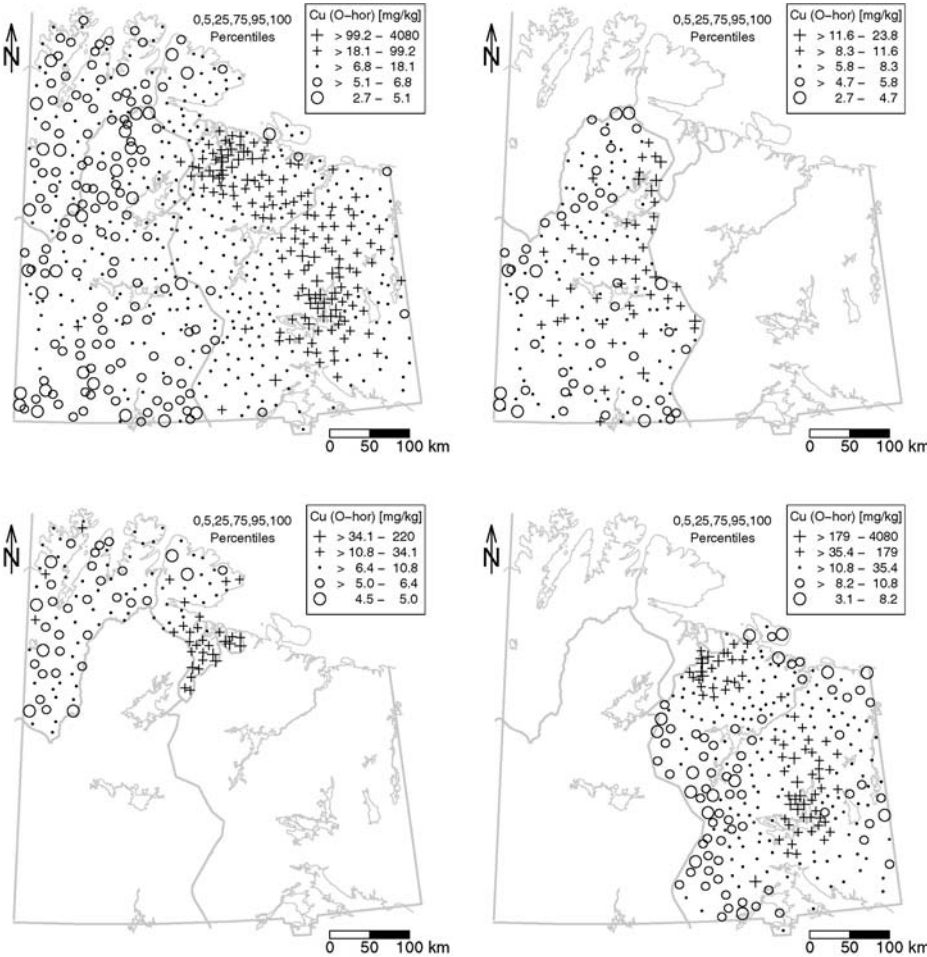 0,5,25,75,95,100
Percentiles
Cu (O−hor) [mg/kg]
> 99.2 − 4080
> 18.1 − 99.2
> 6.8 − 18.1
> 5.1 − 6.8
2.7 − 5.1
N
0 50 100 km
0,5,25,75,95,100
Percentiles
Cu (O−hor) [mg/kg]
> 11.6 − 23.8
> 8.3 − 11.6
> 5.8 − 8.3
> 4.7 − 5.8
2.7 − 4.7
N
0 50 100 km
0,5,25,75,95,100
Percentiles
Cu (O−hor) [mg/kg]
> 34.1 − 220
> 10.8 − 34.1
> 6.4 − 10.8
> 5.0 − 6.4
4.5 − 5.0
N
0 50 100 km
0,5,25,75,95,100
Percentiles
Cu (O−hor) [mg/kg]
> 179 − 4080
> 35.4 − 179
> 10.8 − 35.4
> 8.2 − 10.8
3.1 − 8.2
N
0 50 100 km